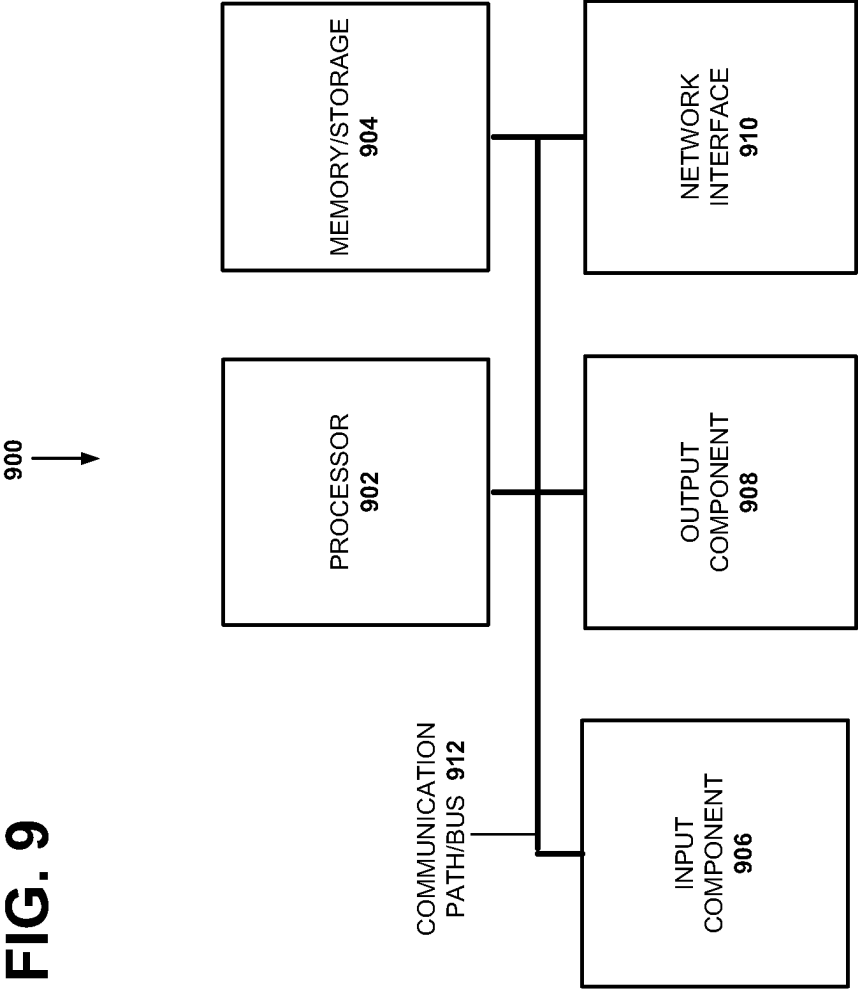 FIG. 9
900
PROCESSOR
902
MEMORY/STORAGE
904
COMMUNICATION
PATH/BUS 912
INPUT
COMPONENT
906
OUTPUT
COMPONENT
908
NETWORK
INTERFACE
910